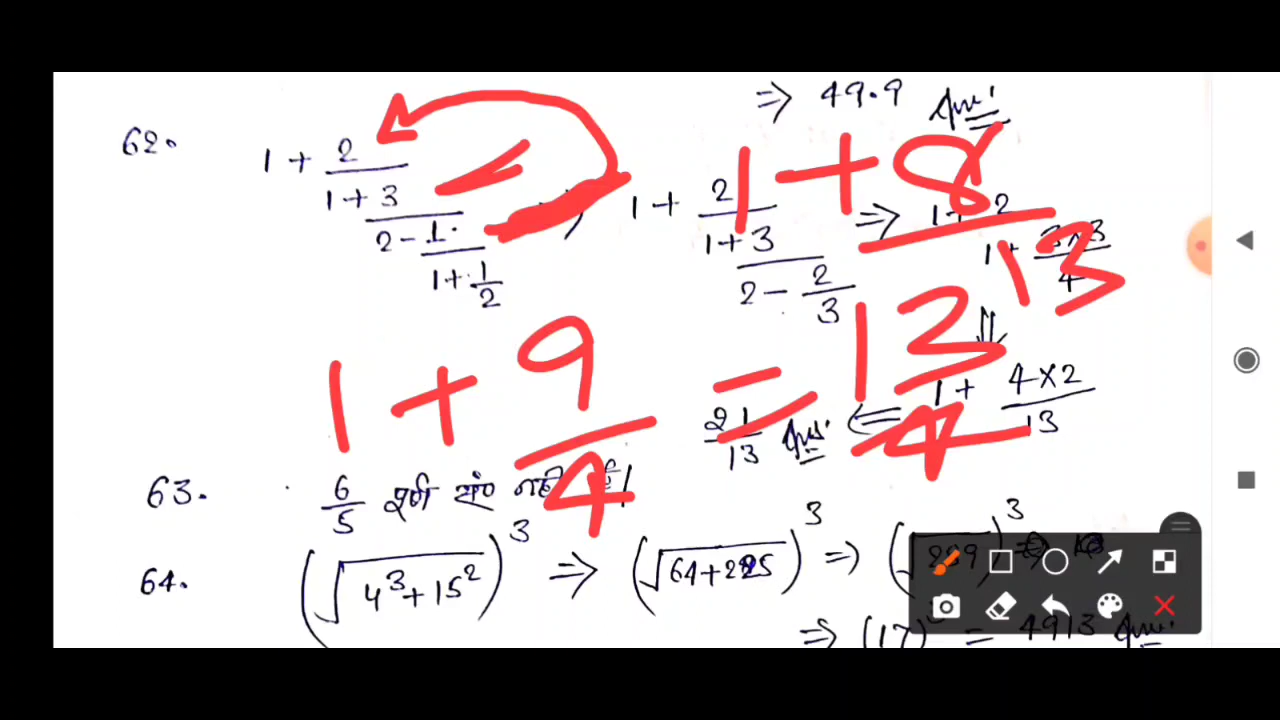 ⇒ 49.9 Ans:
62. 1 + 2/(1 + 3/(2 - 1/(1 + 1/2))) ⇒ 1 + 2/(1 + 3/(2 - 2/3)) ⇒ 1 + 2/(1 + 3×3/4)
1 + 8/13
⇓
1 + 9/4 = 13/4
21/13 Ans: ⇐ 1 + 4×2/13
63. 6/5 पूर्ण सं० नही है।
64. (√4³+15²)³ ⇒ (√64+225)³ ⇒ (√289)³ ⇒
⇒ (17)³ = 4913 Ans: